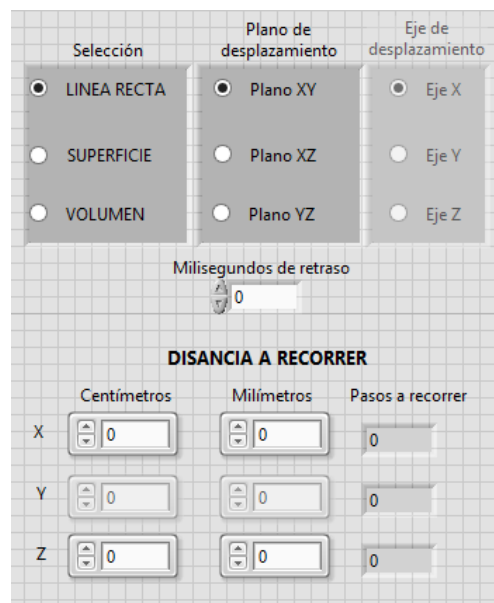 Selección
Plano de
desplazamiento
Eje de
desplazamiento
LINEA RECTA
Plano XY
Eje X
SUPERFICIE
Plano XZ
Eje Y
VOLUMEN
Plano YZ
Eje Z
Milisegundos de retraso
0
DISANCIA A RECORRER
Centímetros
Milímetros
Pasos a recorrer
X
0
0
0
Y
0
0
0
Z
0
0
0